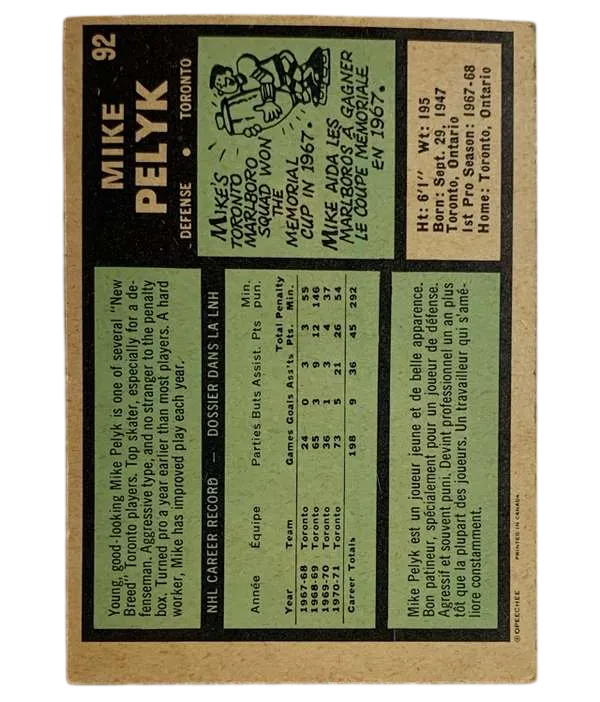 92
MIKE
PELYK
DEFENSE • TORONTO
Young, good-looking Mike Pelyk is one of several "New
Breed" Toronto players. Top skater, especially for a de-
fenseman. Aggressive type, and no stranger to the penalty
box. Turned pro a year earlier than most players. A hard
worker, Mike has improved play each year.
MIKE'S
TORONTO
MARLBORO
SQUAD WON
THE
MEMORIAL
CUP IN 1967.
MIKE AIDA LES
MARLBOROS À GAGNER
LE COUPE MÉMORIALE
EN 1967.
NHL CAREER RECORD — DOSSIER DANS LA LNH
Année Équipe Parties Buts Assist. Pts Min. pun.
Year Team Games Goals Ass'ts Total Pts. Penalty Min.
1967-68 Toronto 24 0 3 3 55
1968-69 Toronto 65 3 9 12 146
1969-70 Toronto 36 1 3 4 37
1970-71 Toronto 73 5 21 26 54
Career Totals 198 9 36 45 292
Ht: 6'1" Wt: 195
Born: Sept. 29, 1947
Toronto, Ontario
1st Pro Season: 1967-68
Home: Toronto, Ontario
Mike Pelyk est un joueur jeune et de belle apparence.
Bon patineur, spécialement pour un joueur de défense.
Agressif et souvent puni. Devint professionnel un an plus
tôt que la plupart des joueurs. Un travailleur qui s'amé-
liore constamment.
© OPEECHEE PRINTED IN CANADA